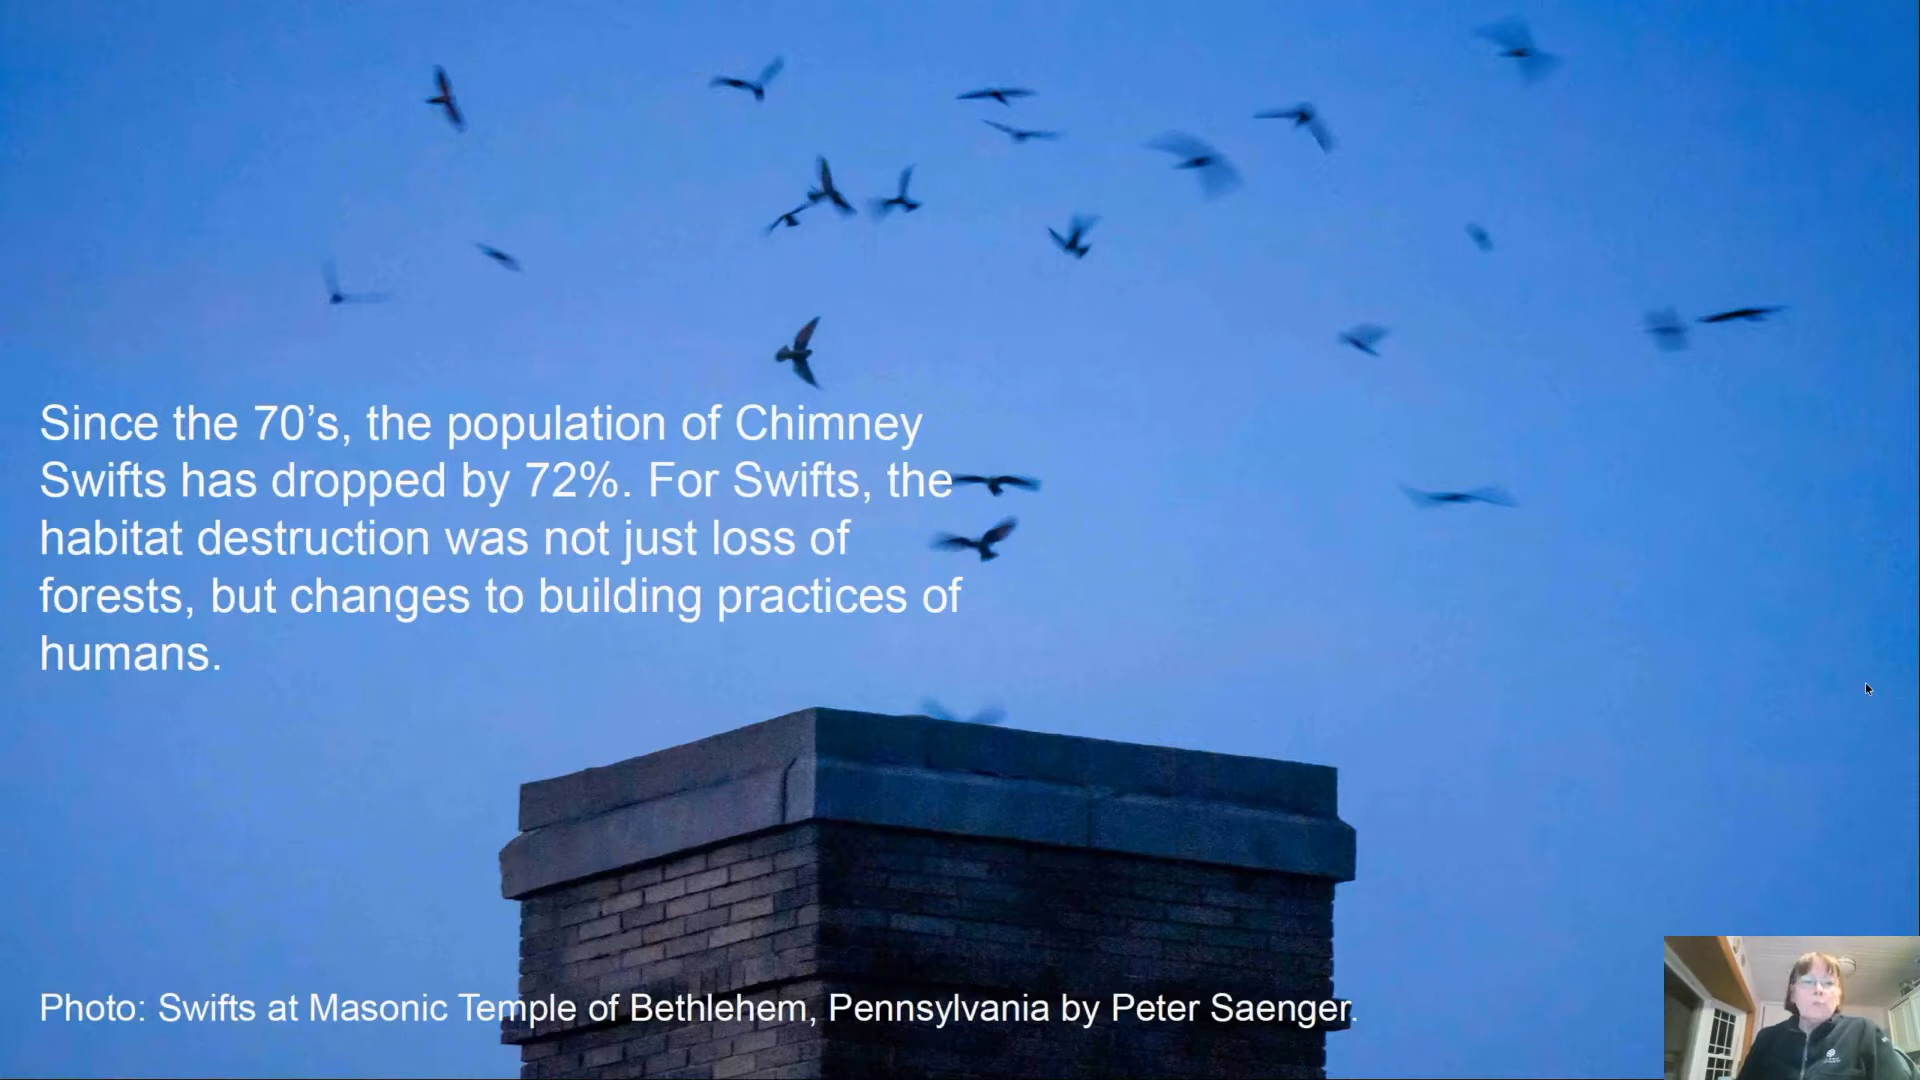 Since the 70’s, the population of Chimney
Swifts has dropped by 72%. For Swifts, the
habitat destruction was not just loss of
forests, but changes to building practices of
humans.
Photo: Swifts at Masonic Temple of Bethlehem, Pennsylvania by Peter Saenger.